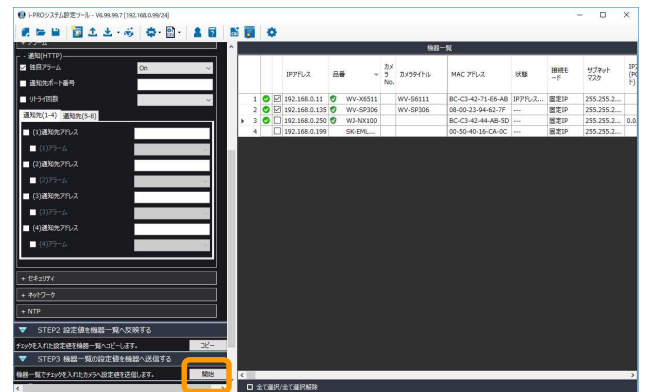 i-PROシステム設定ツール - V6.99.99.7 [192.168.0.99/24]
+ アラーム
- 通知(HTTP)
独自アラーム On
通知先ポート番号
リトライ回数
通知先(1-4) 通知先(5-8)
(1)通知先アドレス
(1)アラーム
(2)通知先アドレス
(2)アラーム
(3)通知先アドレス
(3)アラーム
(4)通知先アドレス
(4)アラーム
+ セキュリティ
+ ネットワーク
+ NTP
STEP2 設定値を機器一覧へ反映する
チェックを入れた設定値を機器一覧へコピーします。 コピー
STEP3 機器一覧の設定値を機器へ送信する
機器一覧でチェックを入れたカメラへ設定値を送信します。 開始
機器一覧
IPアドレス 品番 カメラNo. カメラタイトル MAC アドレス 状態 接続モード サブネットマスク
1 192.168.0.11 WV-X6511 WV-S6111 BC-C3-42-71-E6-AB IPアドレス... 固定IP 255.255.2...
2 192.168.0.135 WV-SP306 WV-SP306 08-00-23-94-62-7F --- 固定IP 255.255.2...
3 192.168.0.250 WJ-NX100 BC-C3-42-44-AB-5D --- 固定IP 255.255.2... 0.0.
4 192.168.0.199 SK-EML... 00-50-40-16-CA-0C --- 固定IP 255.255.2...
全て選択/全て選択解除